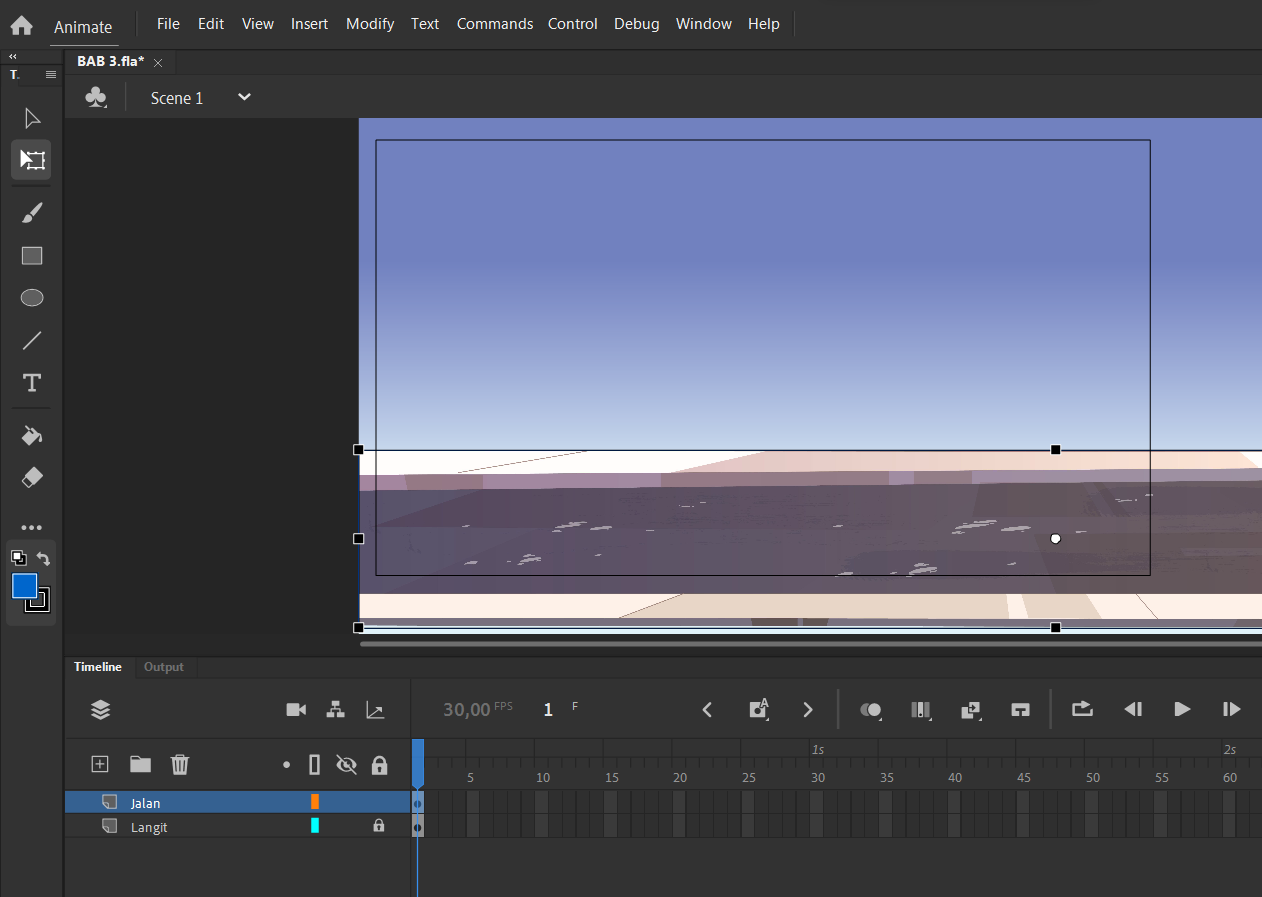 Animate File Edit View Insert Modify Text Commands Control Debug Window Help
BAB 3.fla*
T.
Scene 1
T
Timeline Output
30,00 FPS 1 F
1s 2s
5 10 15 20 25 30 35 40 45 50 55 60
Jalan
Langit